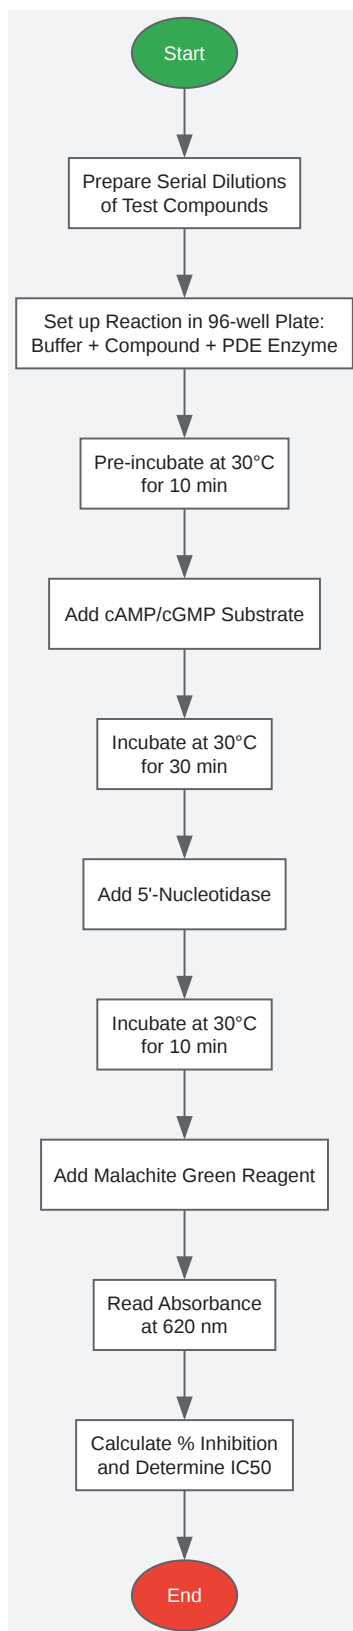 Start
Prepare Serial Dilutions
of Test Compounds
Set up Reaction in 96-well Plate:
Buffer + Compound + PDE Enzyme
Pre-incubate at 30°C
for 10 min
Add cAMP/cGMP Substrate
Incubate at 30°C
for 30 min
Add 5'-Nucleotidase
Incubate at 30°C
for 10 min
Add Malachite Green Reagent
Read Absorbance
at 620 nm
Calculate % Inhibition
and Determine IC50
End